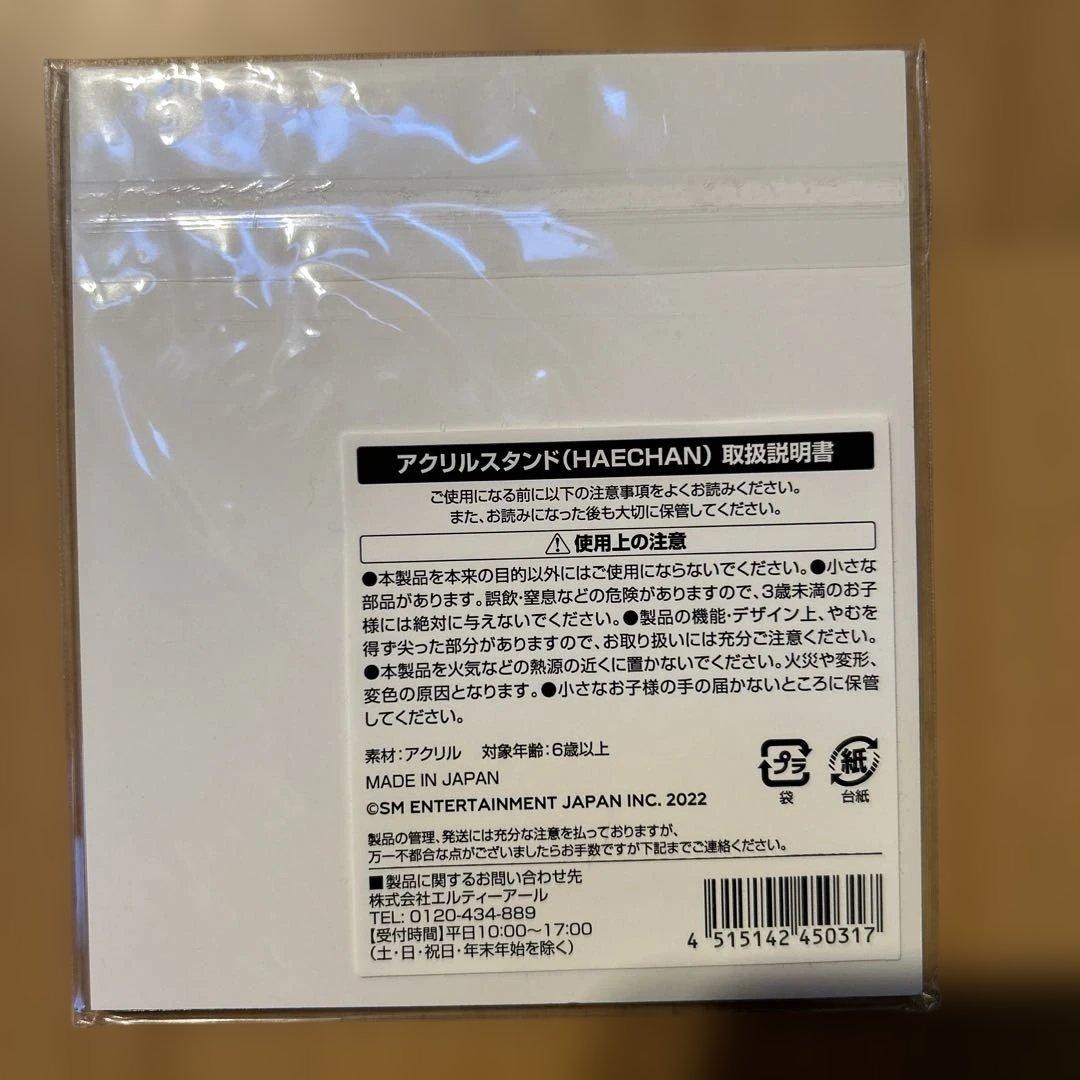 アクリルスタンド(HAECHAN) 取扱説明書
ご使用になる前に以下の注意事項をよくお読みください。
また、お読みになった後も大切に保管してください。
使用上の注意
●本製品を本来の目的以外にはご使用にならないでください。●小さな
部品があります。誤飲・窒息などの危険がありますので、3歳未満のお子
様には絶対に与えないでください。●製品の機能・デザイン上、やむを
得ず尖った部分がありますので、お取り扱いには充分ご注意ください。
●本製品を火気などの熱源の近くに置かないでください。火災や変形、
変色の原因となります。●小さなお子様の手の届かないところに保管
してください。
素材:アクリル 対象年齢:6歳以上
MADE IN JAPAN
©SM ENTERTAINMENT JAPAN INC. 2022
プラ
袋
紙
台紙
製品の管理、発送には充分な注意を払っておりますが、
万一不都合な点がございましたらお手数ですが下記までご連絡ください。
■製品に関するお問い合わせ先
株式会社エルティーアール
TEL: 0120-434-889
【受付時間】平日10:00〜17:00
(土・日・祝日・年末年始を除く)
4 515142 450317